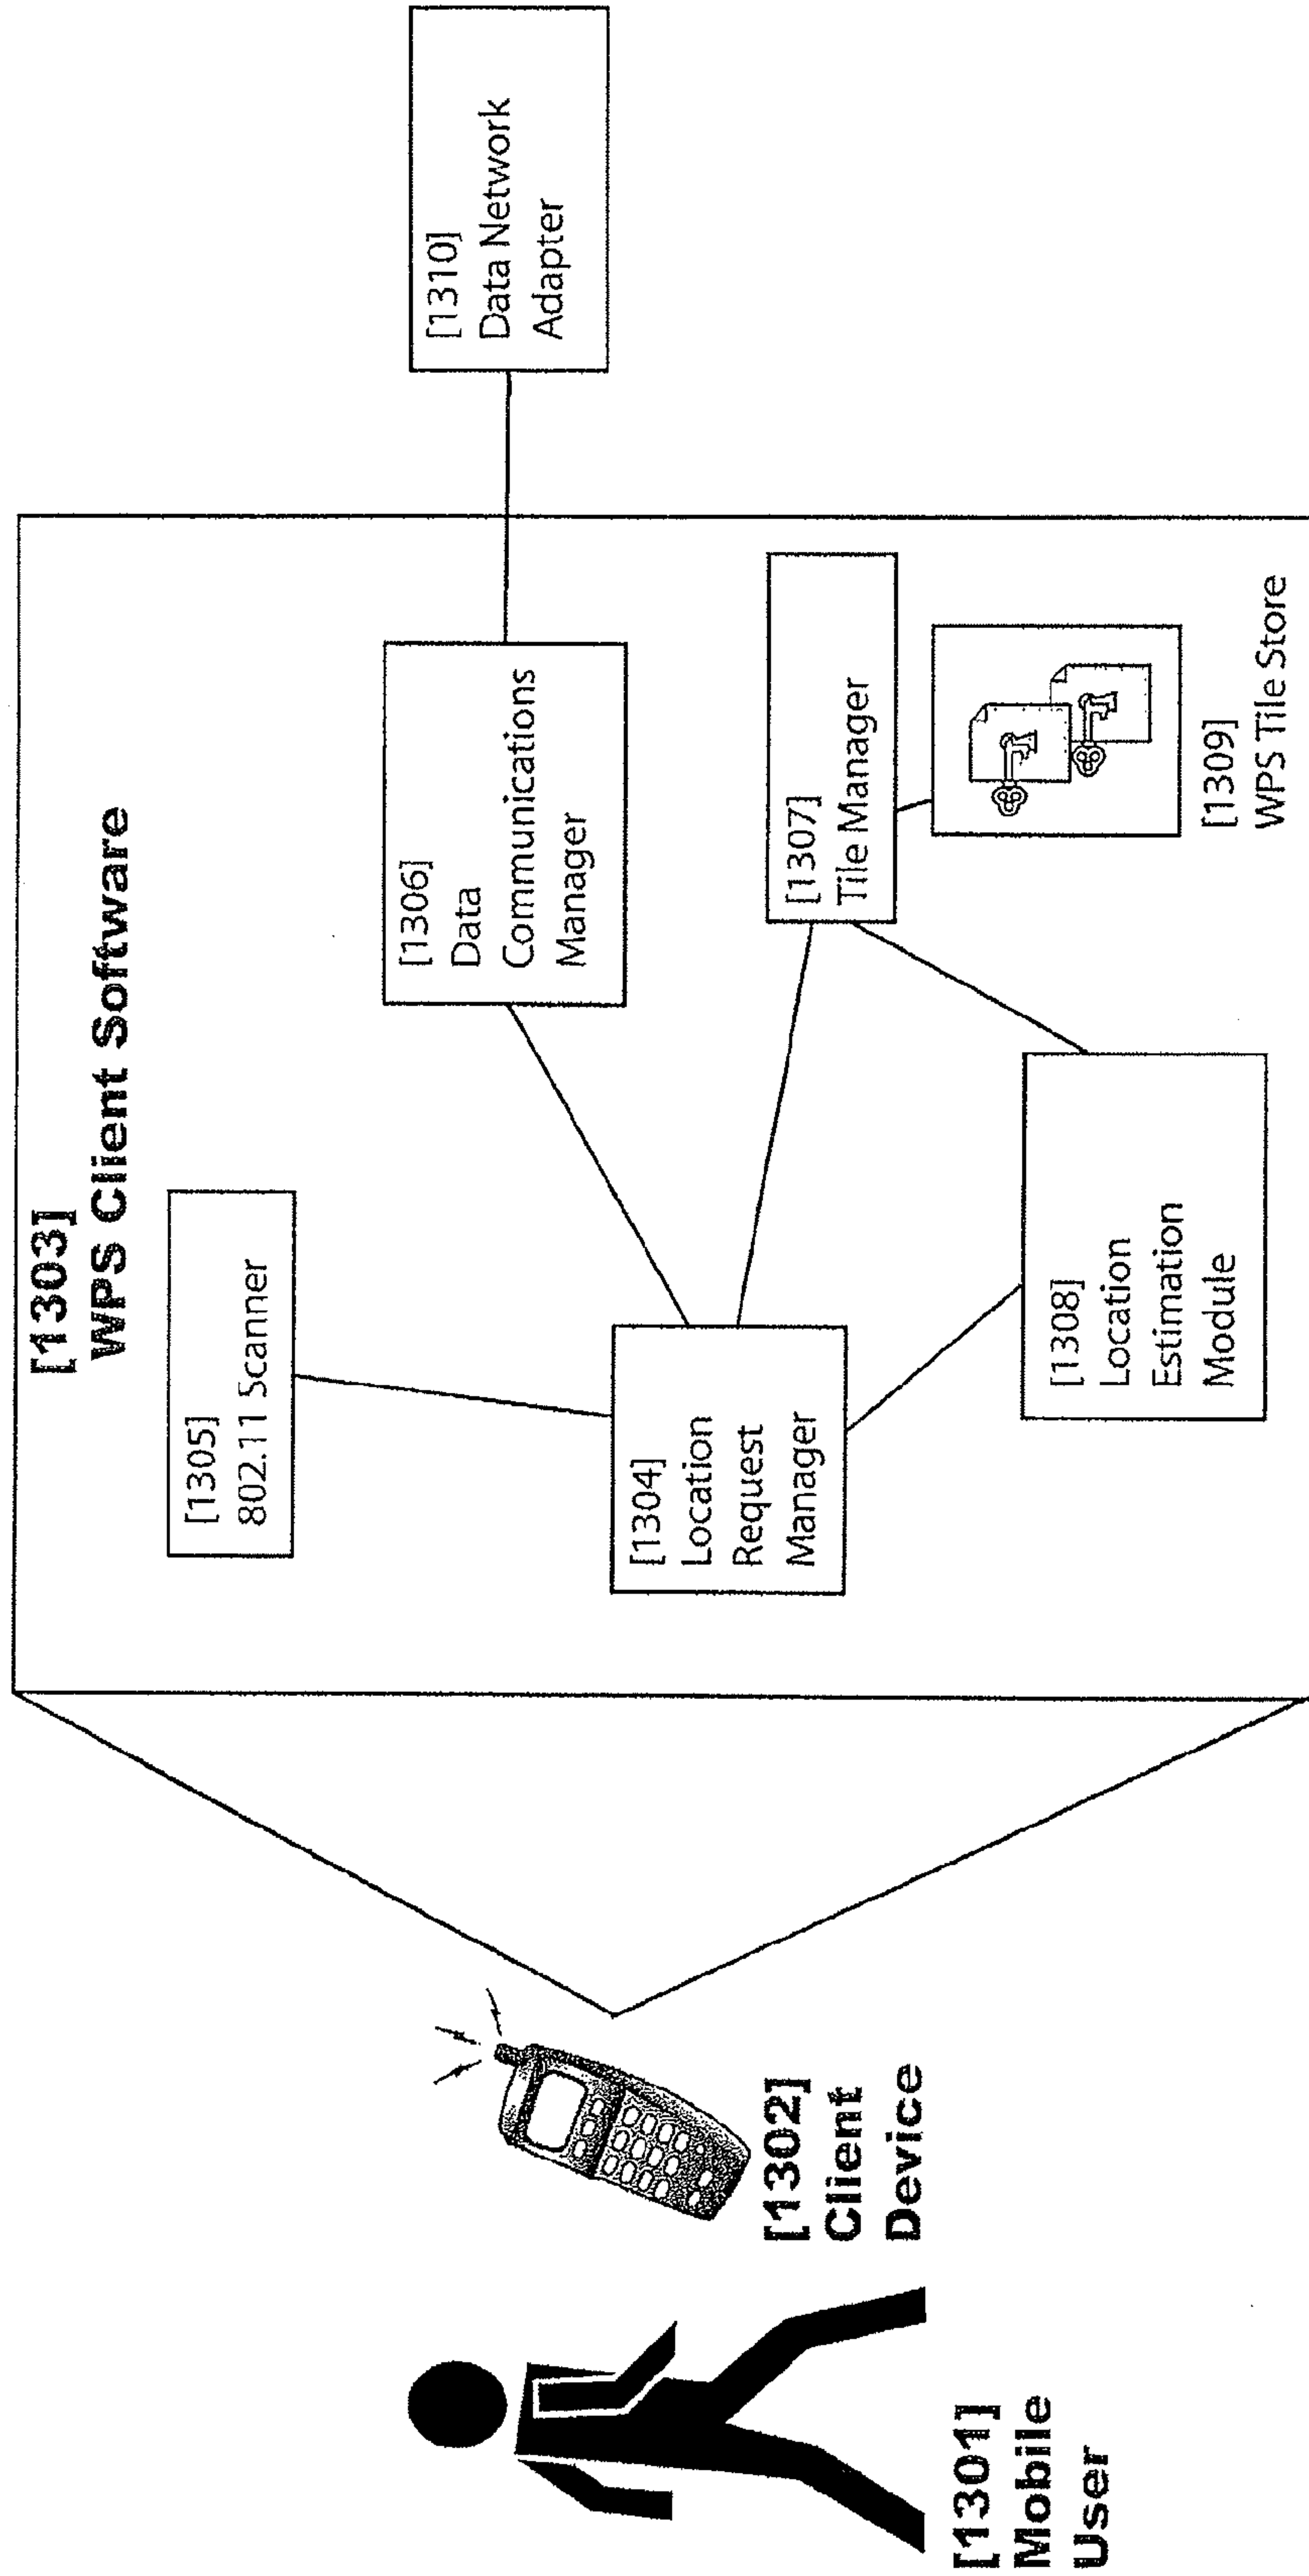 [1303]
WPS Client Software
[1305]
802.11 Scanner
[1306]
Data
Communications
Manager
[1310]
Data Network
Adapter
[1304]
Location
Request
Manager
[1307]
Tile Manager
[1308]
Location
Estimation
Module
[1309]
WPS Tile Store
[1302]
Client
Device
[1301]
Mobile
User